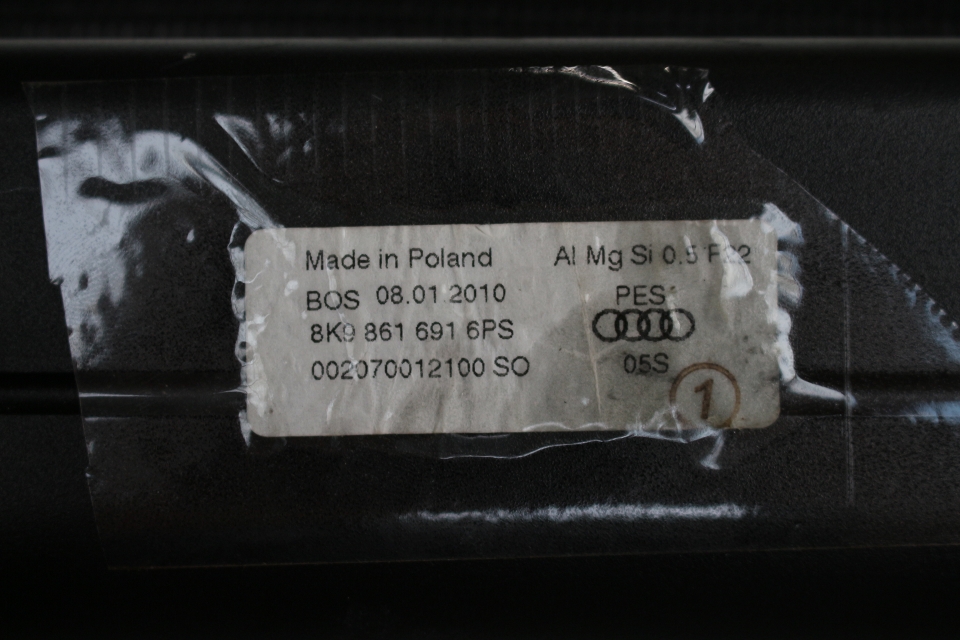 Made in Poland
Al Mg Si 0.5 F22
BOS 08.01.2010
PES
8K9 861 691 6PS
002070012100 SO
05S
1